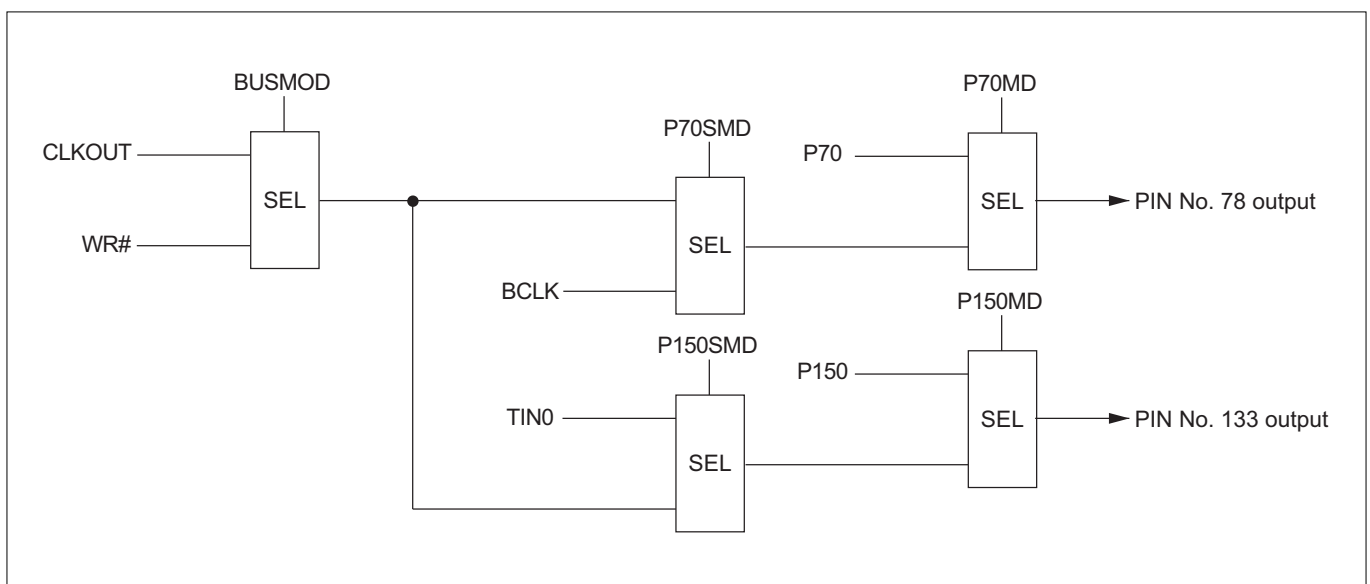 BUSMOD
CLKOUT
SEL
WR#
P70SMD
SEL
BCLK
P70MD
P70
SEL
PIN No. 78 output
P150SMD
TIN0
SEL
P150MD
P150
SEL
PIN No. 133 output